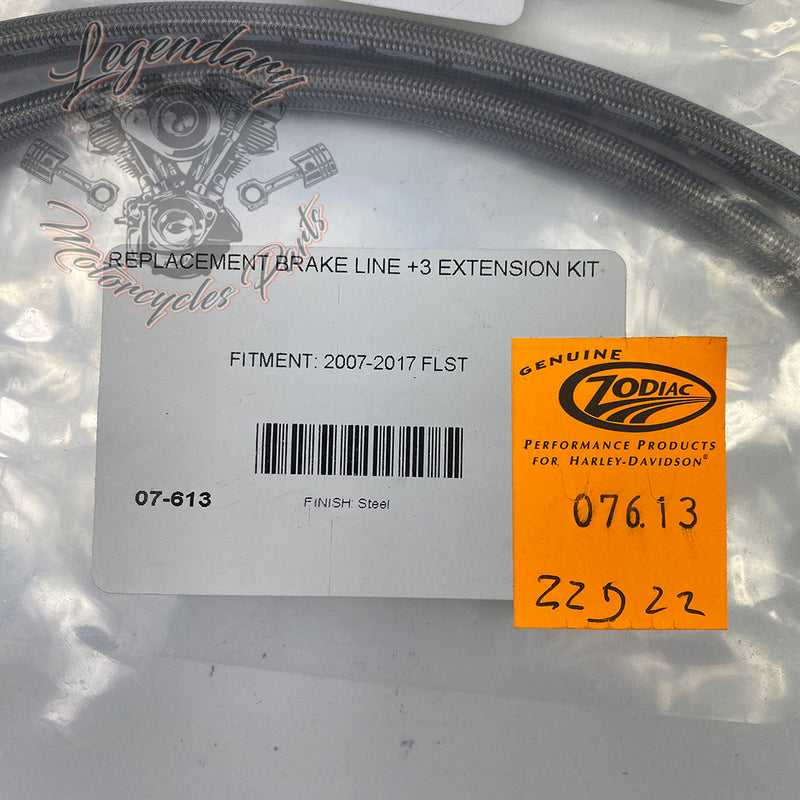 Legendary
Motorcycles Parts
REPLACEMENT BRAKE LINE +3 EXTENSION KIT
FITMENT: 2007-2017 FLST
07-613
FINISH: Steel
GENUINE
ZODIAC
PERFORMANCE PRODUCTS
FOR HARLEY-DAVIDSON®
076.13